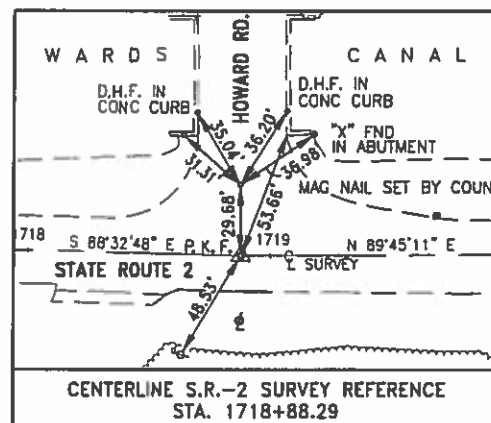 WARDS CANAL
HOWARD RD.
D.H.F. IN
CONC CURB
D.H.F. IN
CONC CURB
"X" FND
IN ABUTMENT
35.04'
36.20'
31.31'
36.98'
MAG NAIL SET BY COUN
29.68'
53.66'
1718
S 88°32'48" E P.K.F. 1719 N 89°45'11" E
STATE ROUTE 2
℄ SURVEY
48.53'
CENTERLINE S.R.-2 SURVEY REFERENCE
STA. 1718+88.29